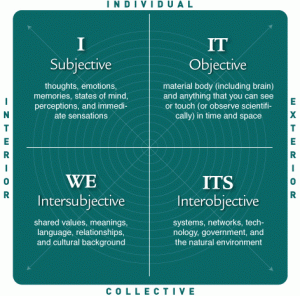 INDIVIDUAL
I
Subjective
thoughts, emotions,
memories, states of mind,
perceptions, and immedi-
ate sensations
IT
Objective
material body (including brain)
and anything that you can see
or touch (or observe scientifi-
cally) in time and space
INTERIOR
EXTERIOR
WE
Intersubjective
shared values, meanings,
language, relationships,
and cultural background
ITS
Interobjective
systems, networks, tech-
nology, government, and
the natural environment
COLLECTIVE